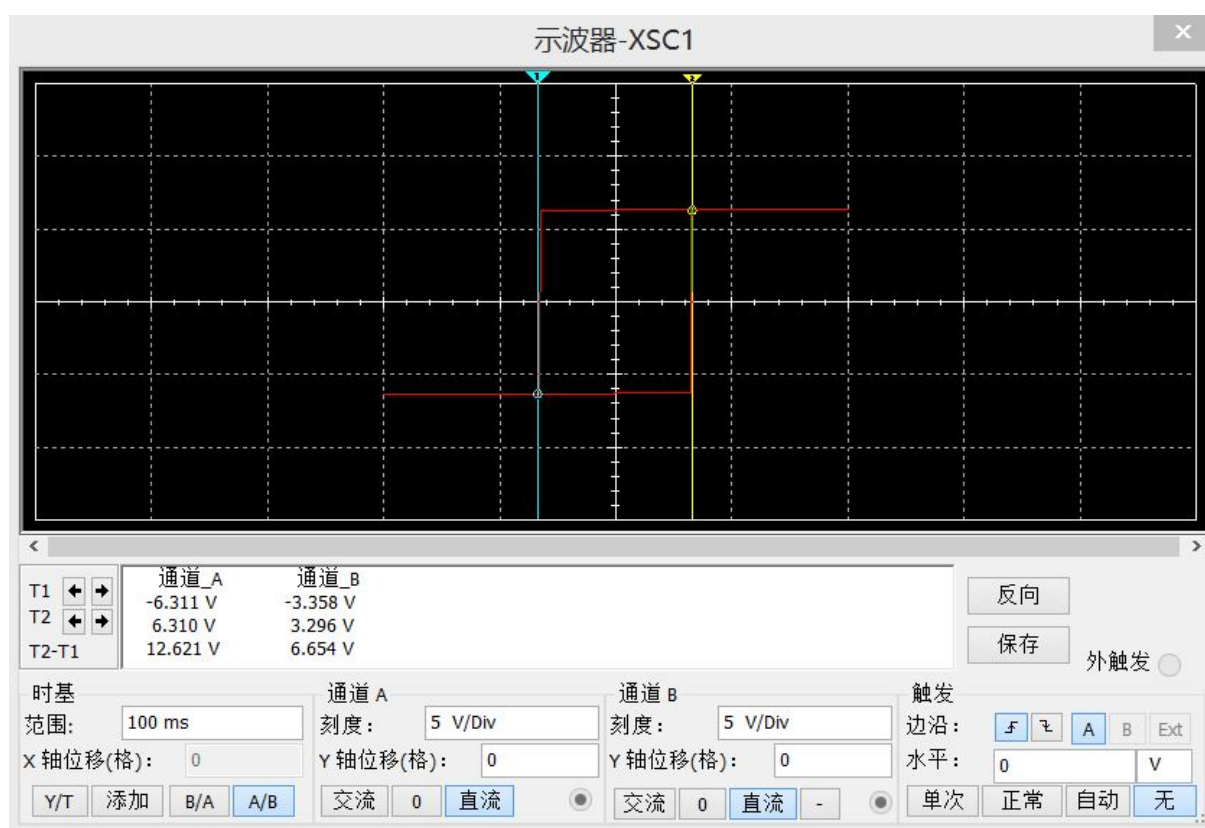 示波器-XSC1
×
1 2
通道_A 通道_B
T1 -6.311 V -3.358 V
T2 6.310 V 3.296 V
T2-T1 12.621 V 6.654 V
反向
保存
外触发
时基 通道 A 通道 B 触发
范围: 100 ms 刻度: 5 V/Div 刻度: 5 V/Div 边沿: A B Ext
X 轴位移(格): 0 Y 轴位移(格): 0 Y 轴位移(格): 0 水平: 0 V
Y/T 添加 B/A A/B 交流 0 直流 交流 0 直流 - 单次 正常 自动 无